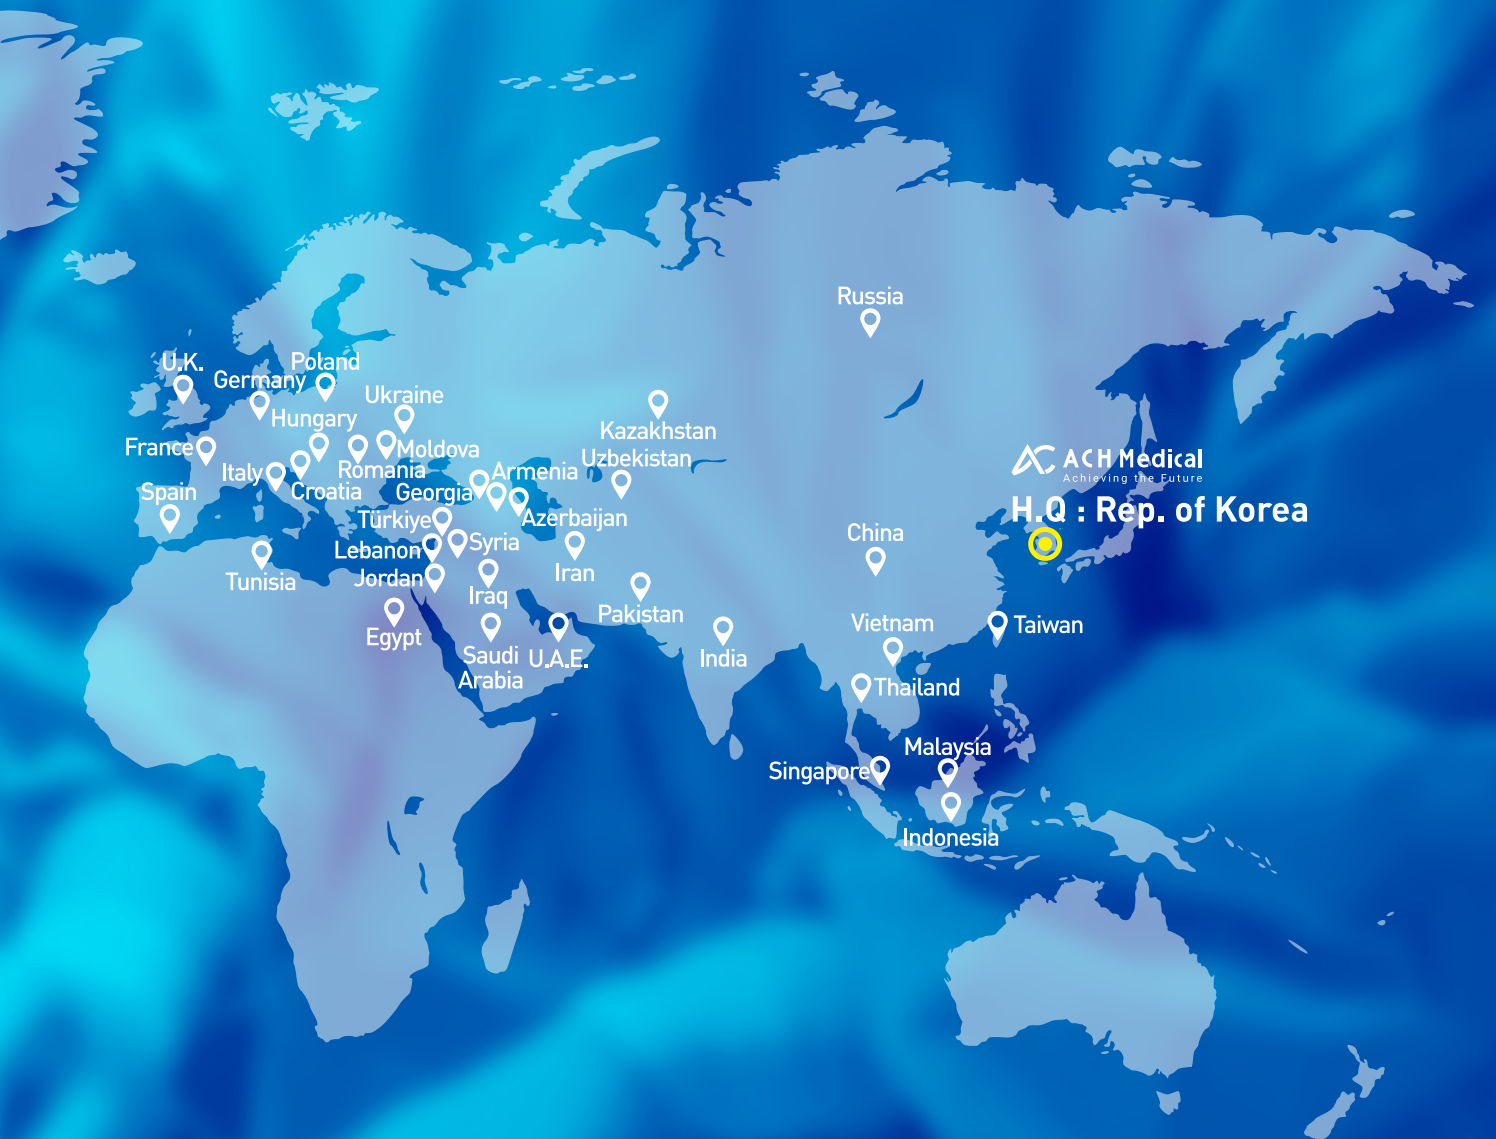 Russia
U.K.
Poland
Germany
Ukraine
Hungary
Kazakhstan
France
Moldova
Uzbekistan
ACH Medical
Achieving the Future
Italy
Romania
Armenia
Spain
Croatia
Georgia
H.Q : Rep. of Korea
Türkiye
Azerbaijan
China
Lebanon
Syria
Iran
Tunisia
Jordan
Iraq
Pakistan
Egypt
Vietnam
Taiwan
Saudi
Arabia
U.A.E.
India
Thailand
Malaysia
Singapore
Indonesia